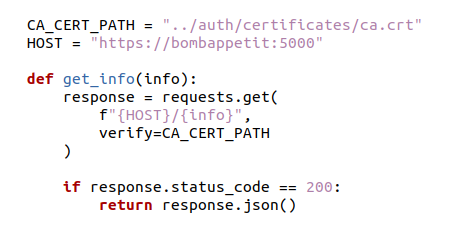 CA_CERT_PATH = "../auth/certificates/ca.crt"
HOST = "https://bombappetit:5000"

def get_info(info):
    response = requests.get(
        f"{HOST}/{info}",
        verify=CA_CERT_PATH
    )

    if response.status_code == 200:
        return response.json()